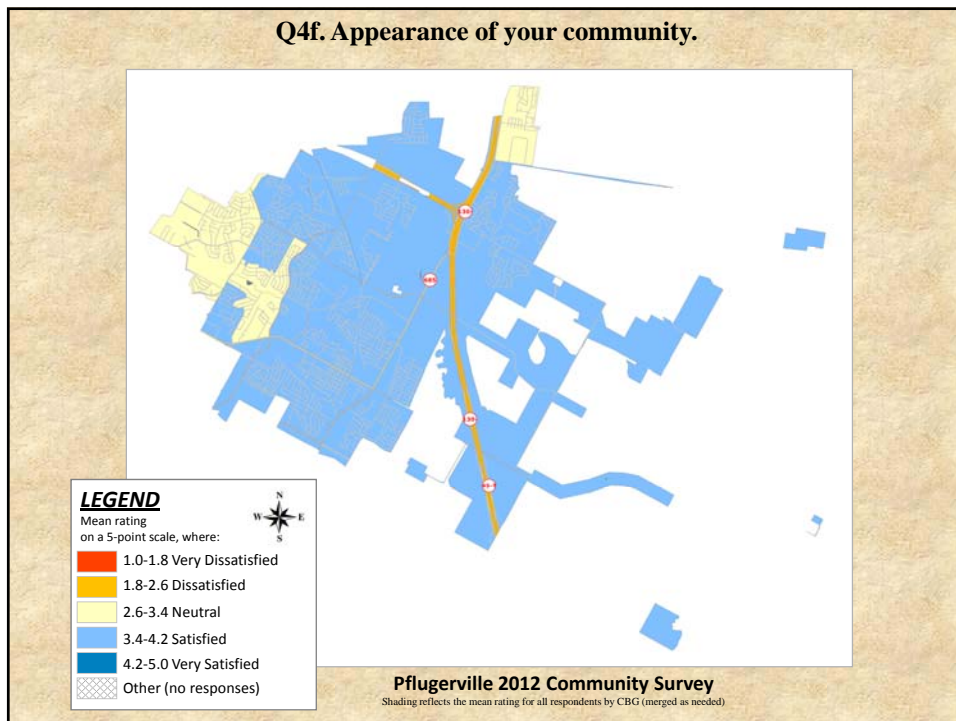 Q4f. Appearance of your community.
685
LEGEND
N
W E
S
Mean rating
on a 5-point scale, where:
1.0-1.8 Very Dissatisfied
1.8-2.6 Dissatisfied
2.6-3.4 Neutral
3.4-4.2 Satisfied
4.2-5.0 Very Satisfied
Other (no responses)
Pflugerville 2012 Community Survey
Shading reflects the mean rating for all respondents by CBG (merged as needed)